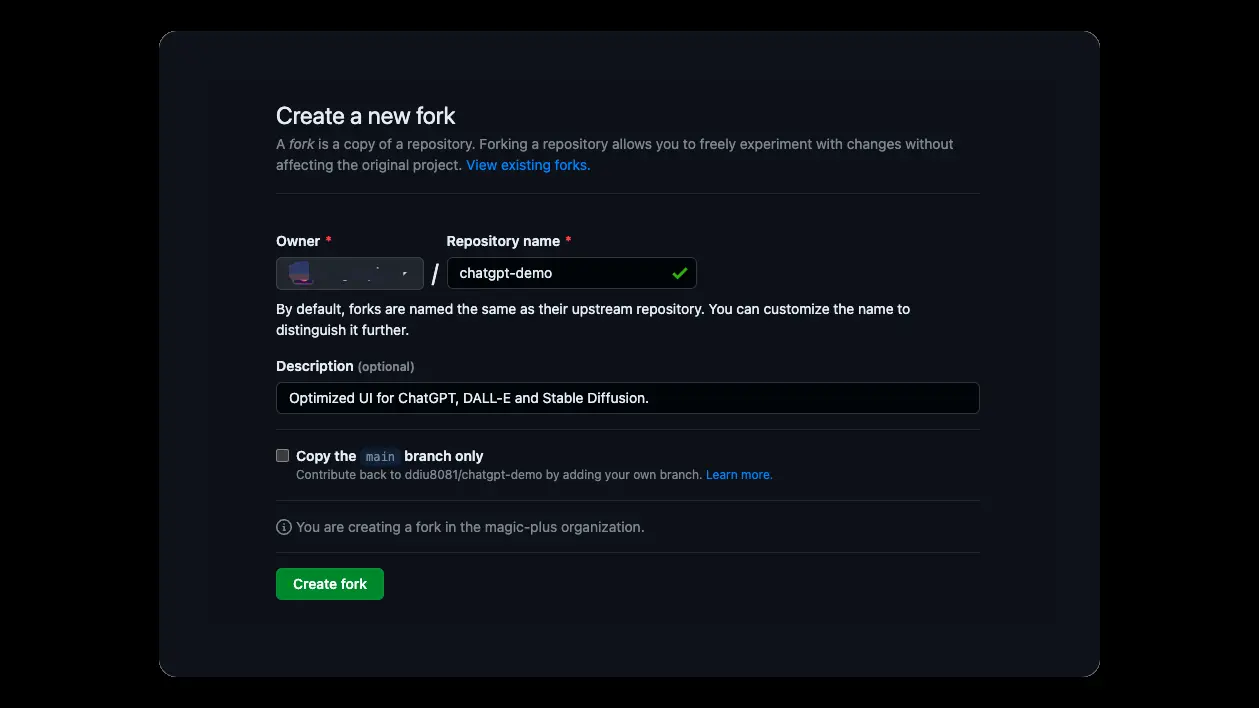 Create a new fork
A fork is a copy of a repository. Forking a repository allows you to freely experiment with changes without
affecting the original project. View existing forks.
Owner *
Repository name *
/
chatgpt-demo
By default, forks are named the same as their upstream repository. You can customize the name to
distinguish it further.
Description (optional)
Optimized UI for ChatGPT, DALL-E and Stable Diffusion.
Copy the main branch only
Contribute back to ddiu8081/chatgpt-demo by adding your own branch. Learn more.
You are creating a fork in the magic-plus organization.
Create fork